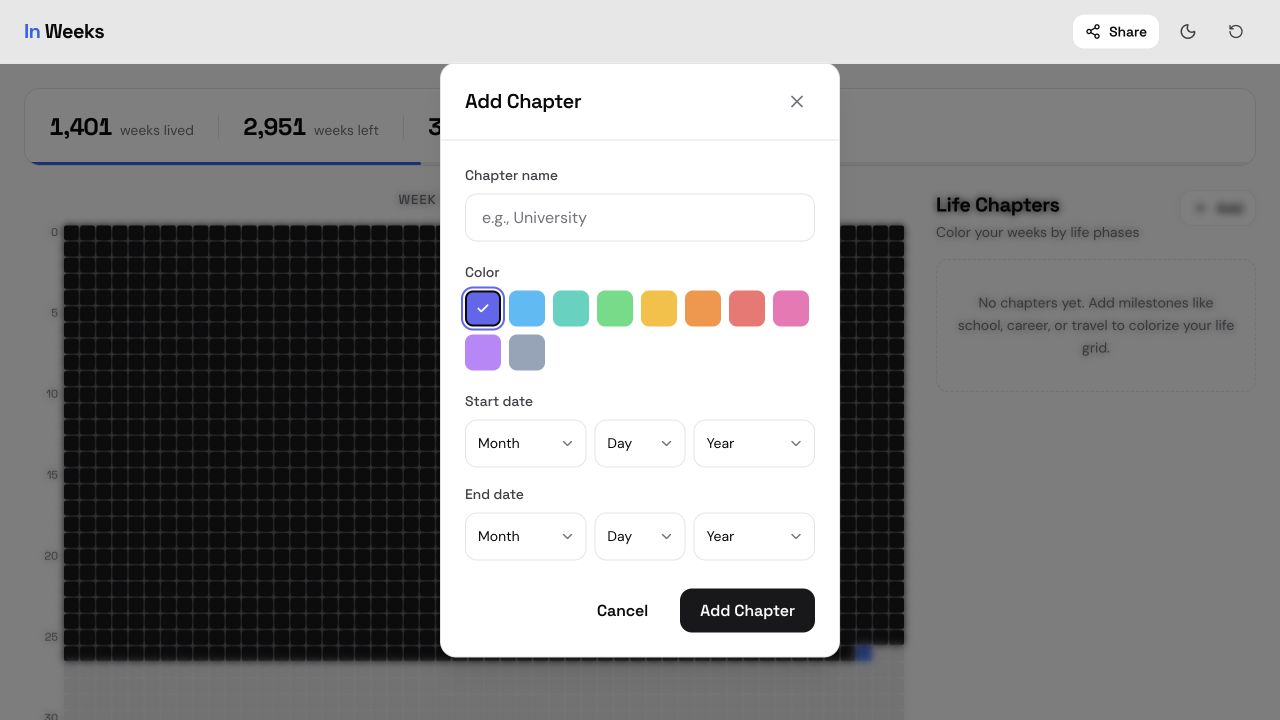 In Weeks
Share
1,401 weeks lived
2,951 weeks left
3
WEEK
Life Chapters
Color your weeks by life phases
No chapters yet. Add milestones like
school, career, or travel to colorize your life
grid.
0
5
10
15
20
25
30
Add Chapter
Chapter name
e.g., University
Color
Start date
Month Day Year
End date
Month Day Year
Cancel Add Chapter